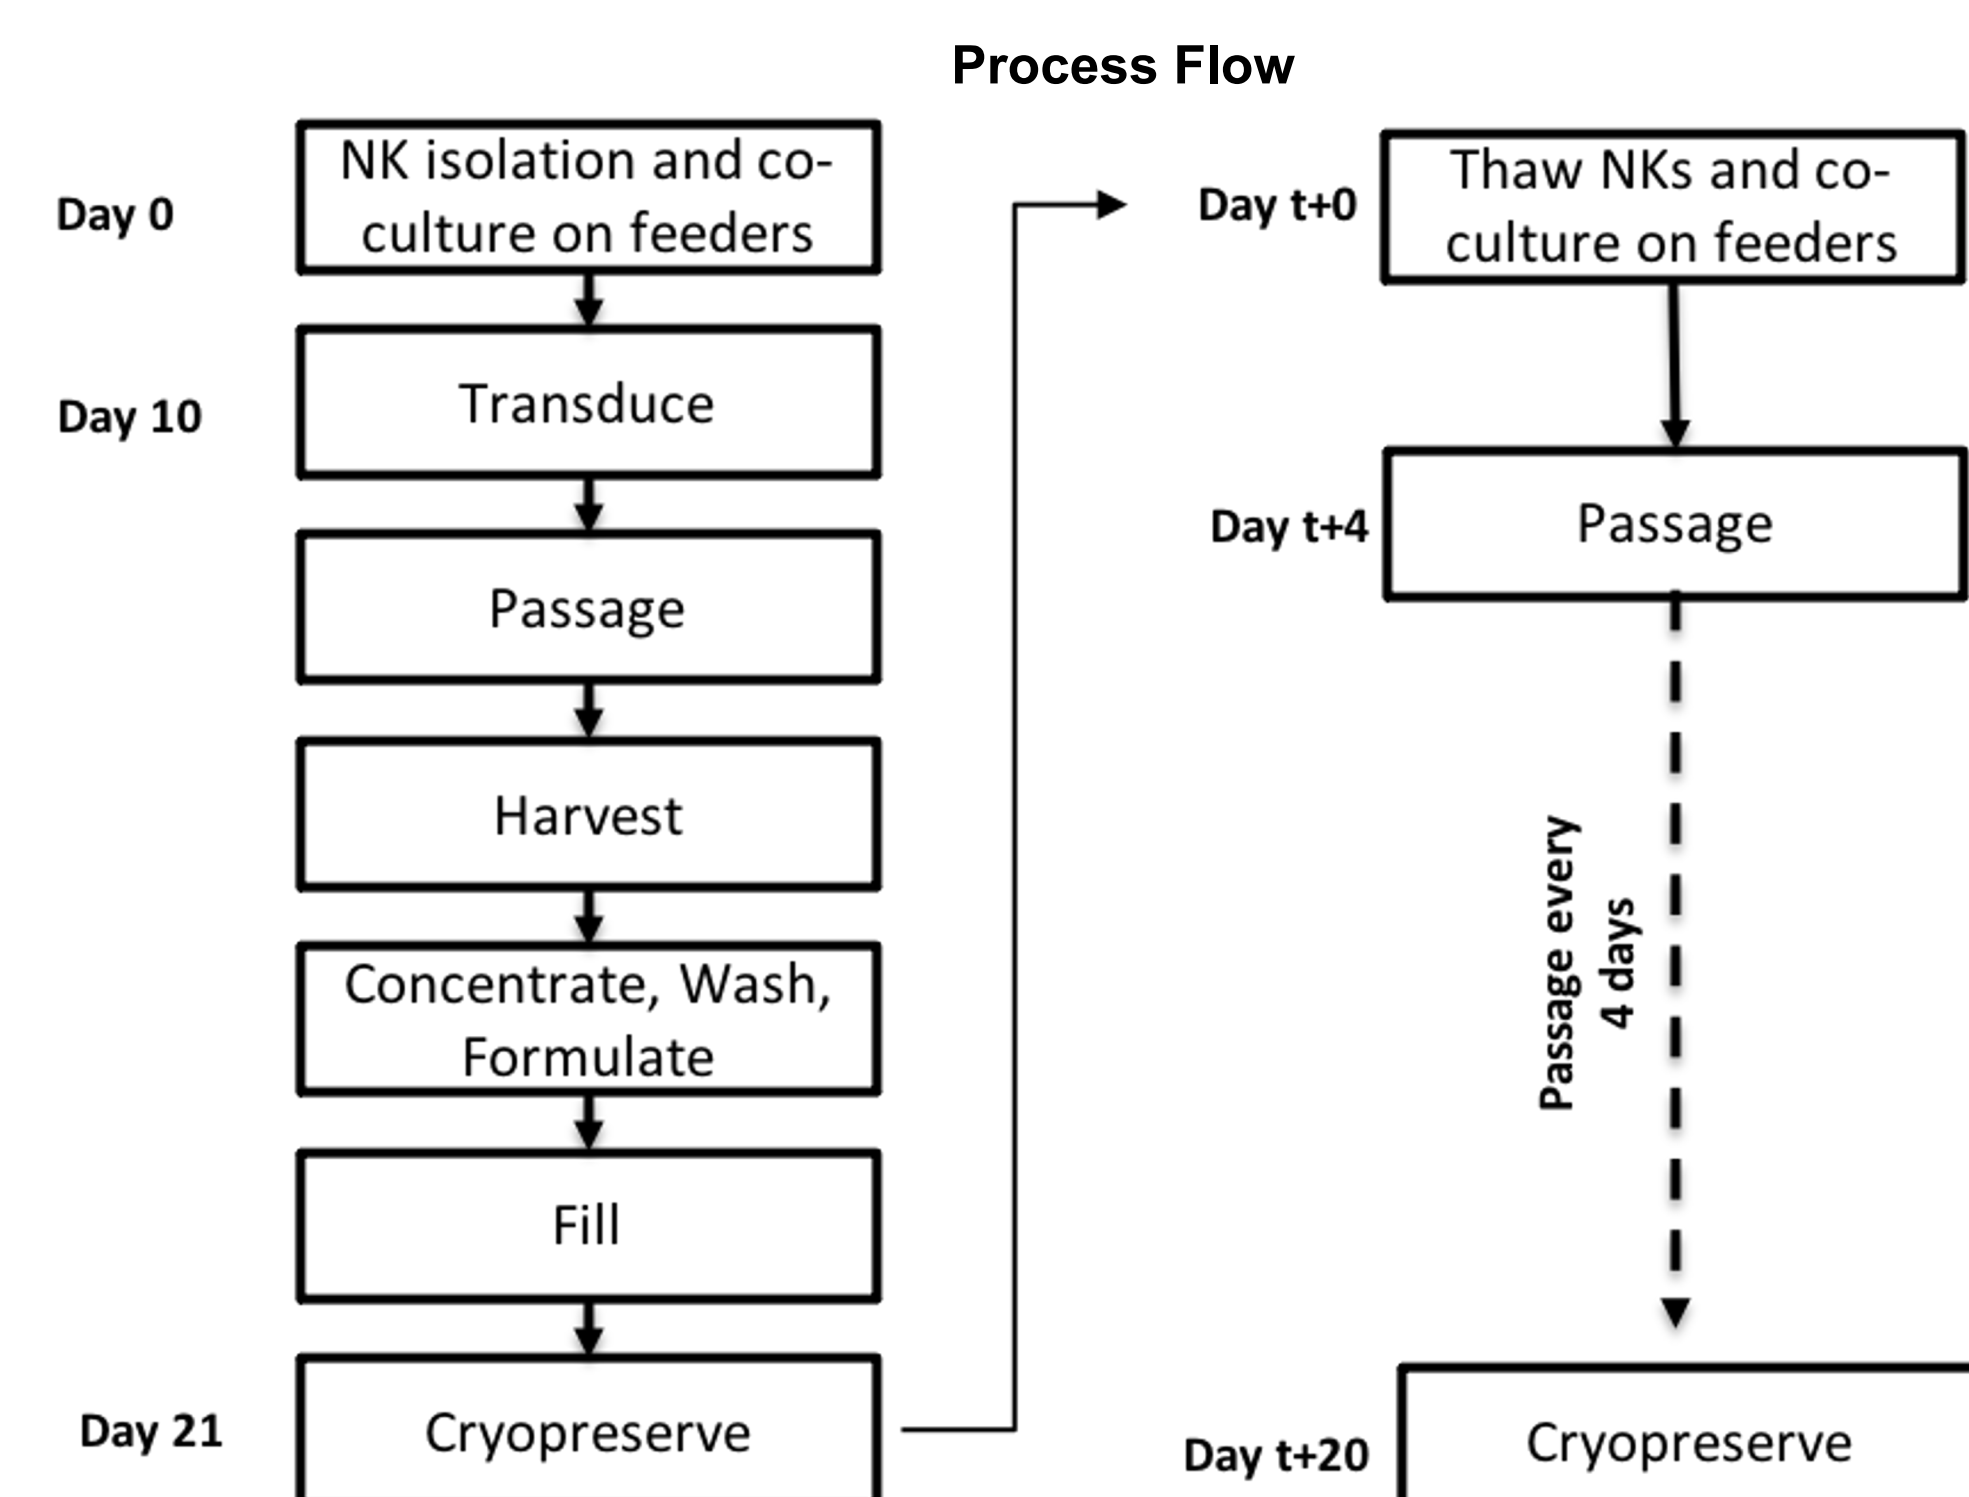 Process Flow
Day 0
NK isolation and co-
culture on feeders
Day 10
Transduce
Passage
Harvest
Concentrate, Wash,
Formulate
Fill
Day 21
Cryopreserve
Day t+0
Thaw NKs and co-
culture on feeders
Day t+4
Passage
Passage every
4 days
Day t+20
Cryopreserve